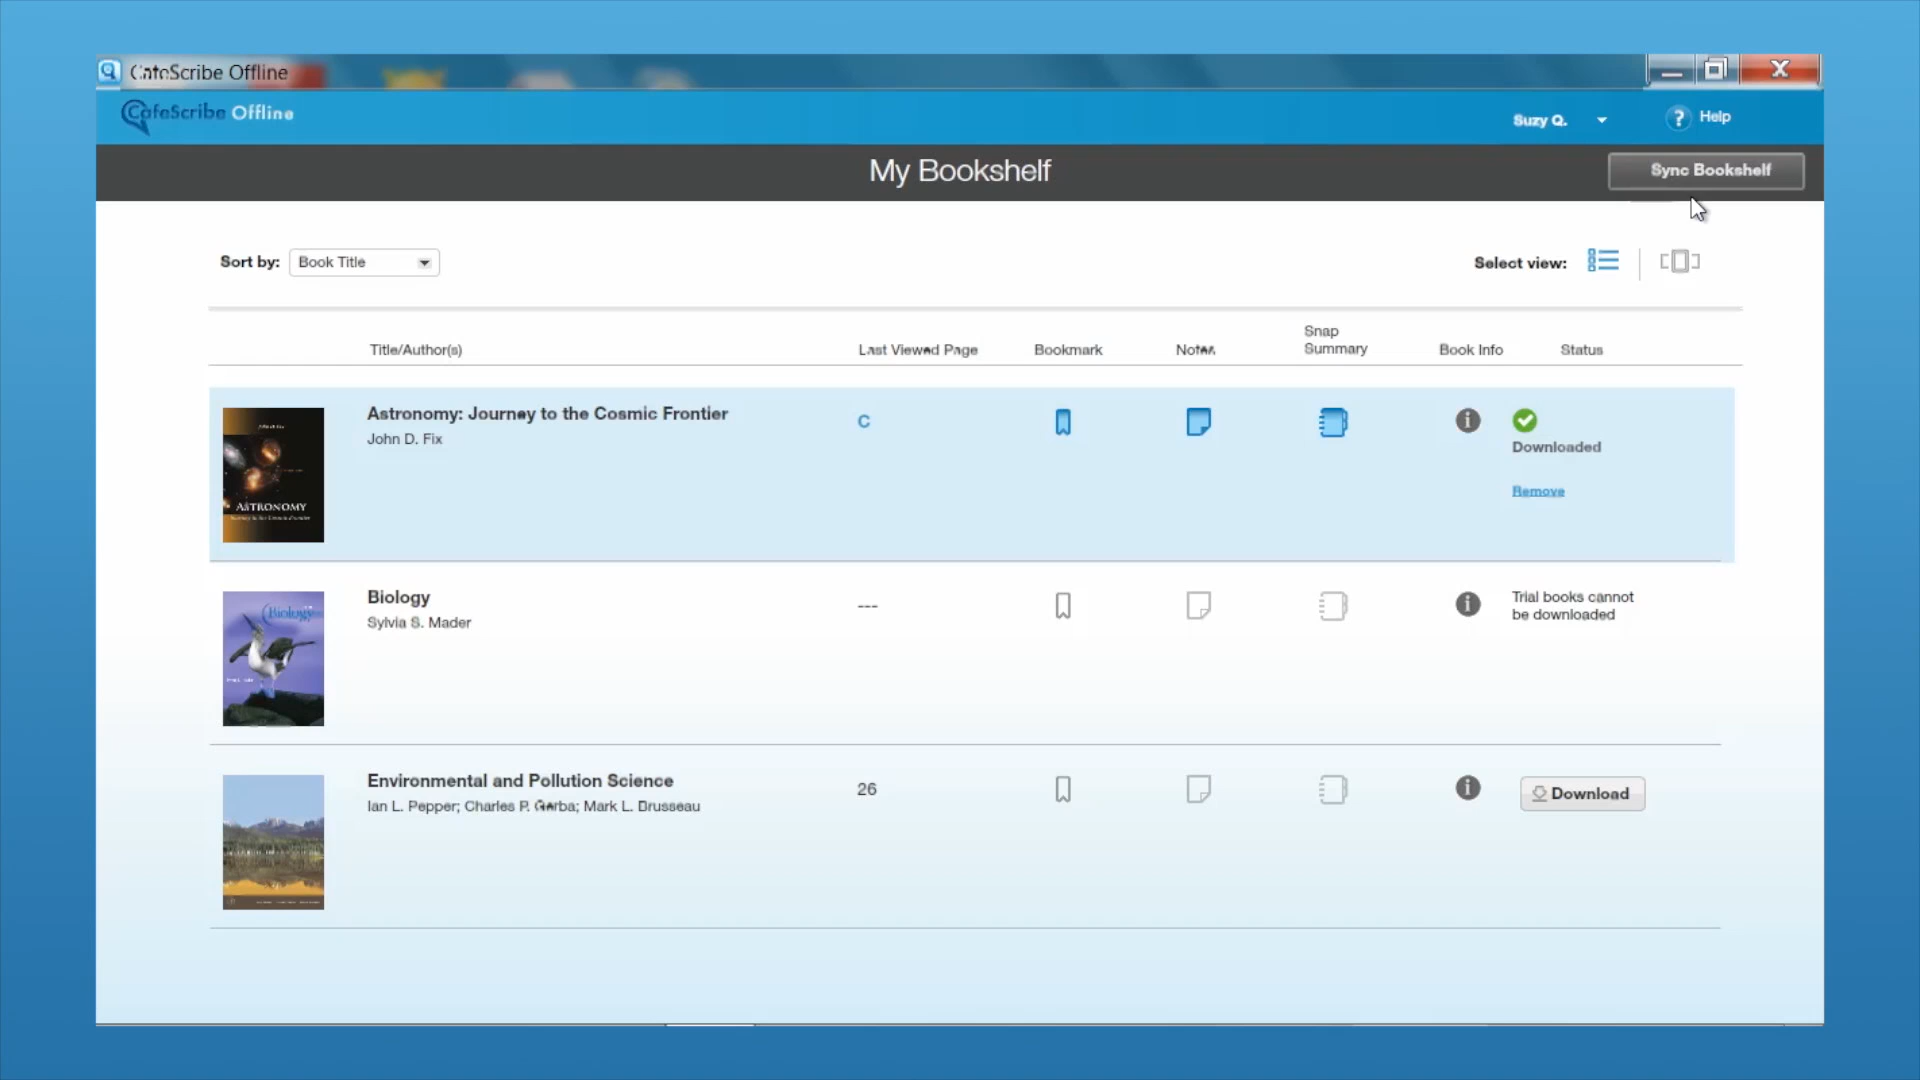 CafeScribe Offline
CafeScribe Offline
Suzy Q.
? Help
My Bookshelf
Sync Bookshelf
Sort by: Book Title
Select view:
Title/Author(s) Last Viewed Page Bookmark Notes Snap Summary Book Info Status
Astronomy: Journey to the Cosmic Frontier
John D. Fix
C
Downloaded
Remove
ASTRONOMY
Biology
Sylvia S. Mader
---
Trial books cannot
be downloaded
Biology
Environmental and Pollution Science
Ian L. Pepper; Charles P. Gerba; Mark L. Brusseau
26
Download